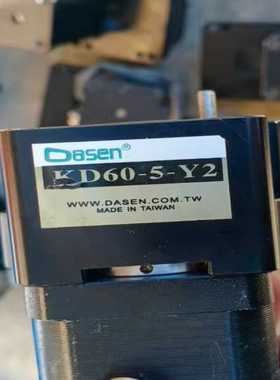 Dasen
KD60-5-Y2
WWW.DASEN.COM.TW
MADE IN TAIWAN